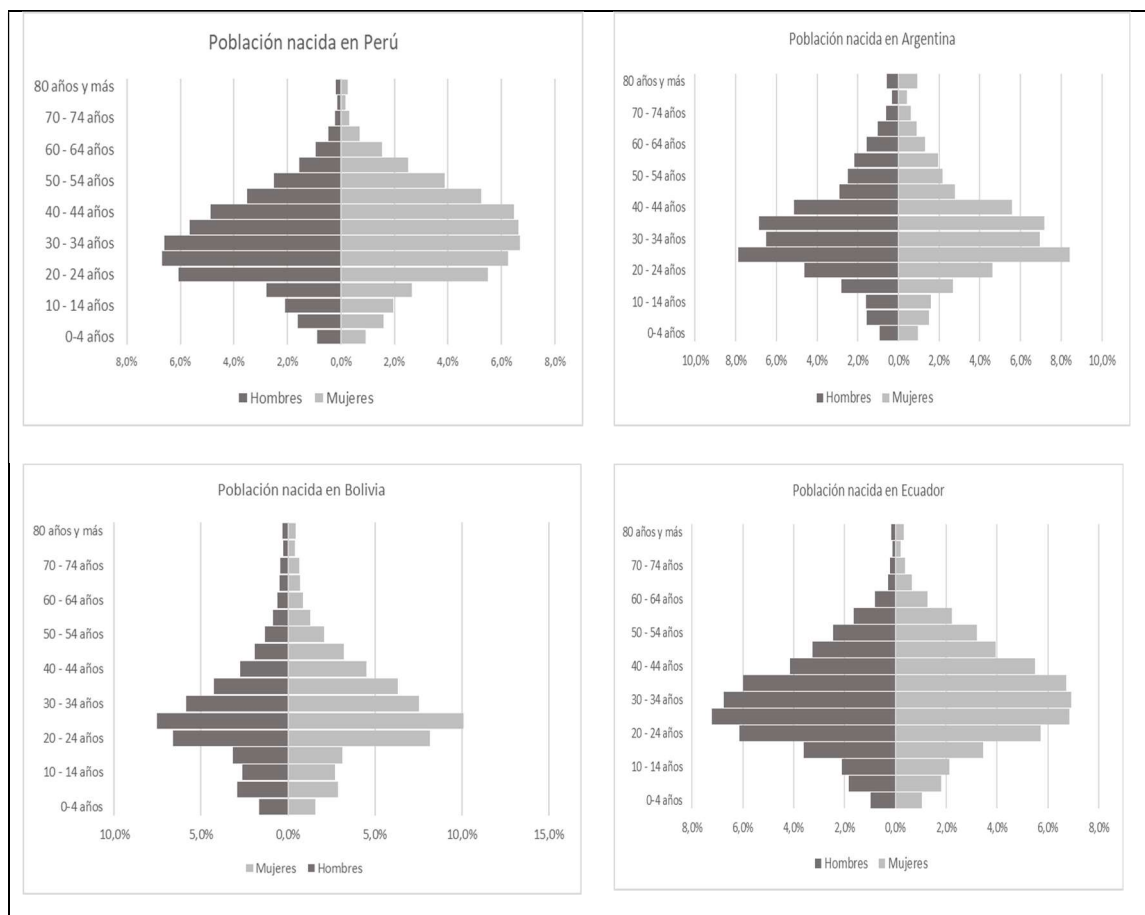 Población nacida en Perú
80 años y más
70 - 74 años
60 - 64 años
50 - 54 años
40 - 44 años
30 - 34 años
20 - 24 años
10 - 14 años
0-4 años
8,0% 6,0% 4,0% 2,0% 0,0% 2,0% 4,0% 6,0% 8,0%
Hombres Mujeres
Población nacida en Argentina
80 años y más
70 - 74 años
60 - 64 años
50 - 54 años
40 - 44 años
30 - 34 años
20 - 24 años
10 - 14 años
0-4 años
10,0% 8,0% 6,0% 4,0% 2,0% 0,0% 2,0% 4,0% 6,0% 8,0% 10,0%
Hombres Mujeres
Población nacida en Bolivia
80 años y más
70 - 74 años
60 - 64 años
50 - 54 años
40 - 44 años
30 - 34 años
20 - 24 años
10 - 14 años
0-4 años
10,0% 5,0% 0,0% 5,0% 10,0% 15,0%
Mujeres Hombres
Población nacida en Ecuador
80 años y más
70 - 74 años
60 - 64 años
50 - 54 años
40 - 44 años
30 - 34 años
20 - 24 años
10 - 14 años
0-4 años
8,0% 6,0% 4,0% 2,0% 0,0% 2,0% 4,0% 6,0% 8,0%
Hombres Mujeres